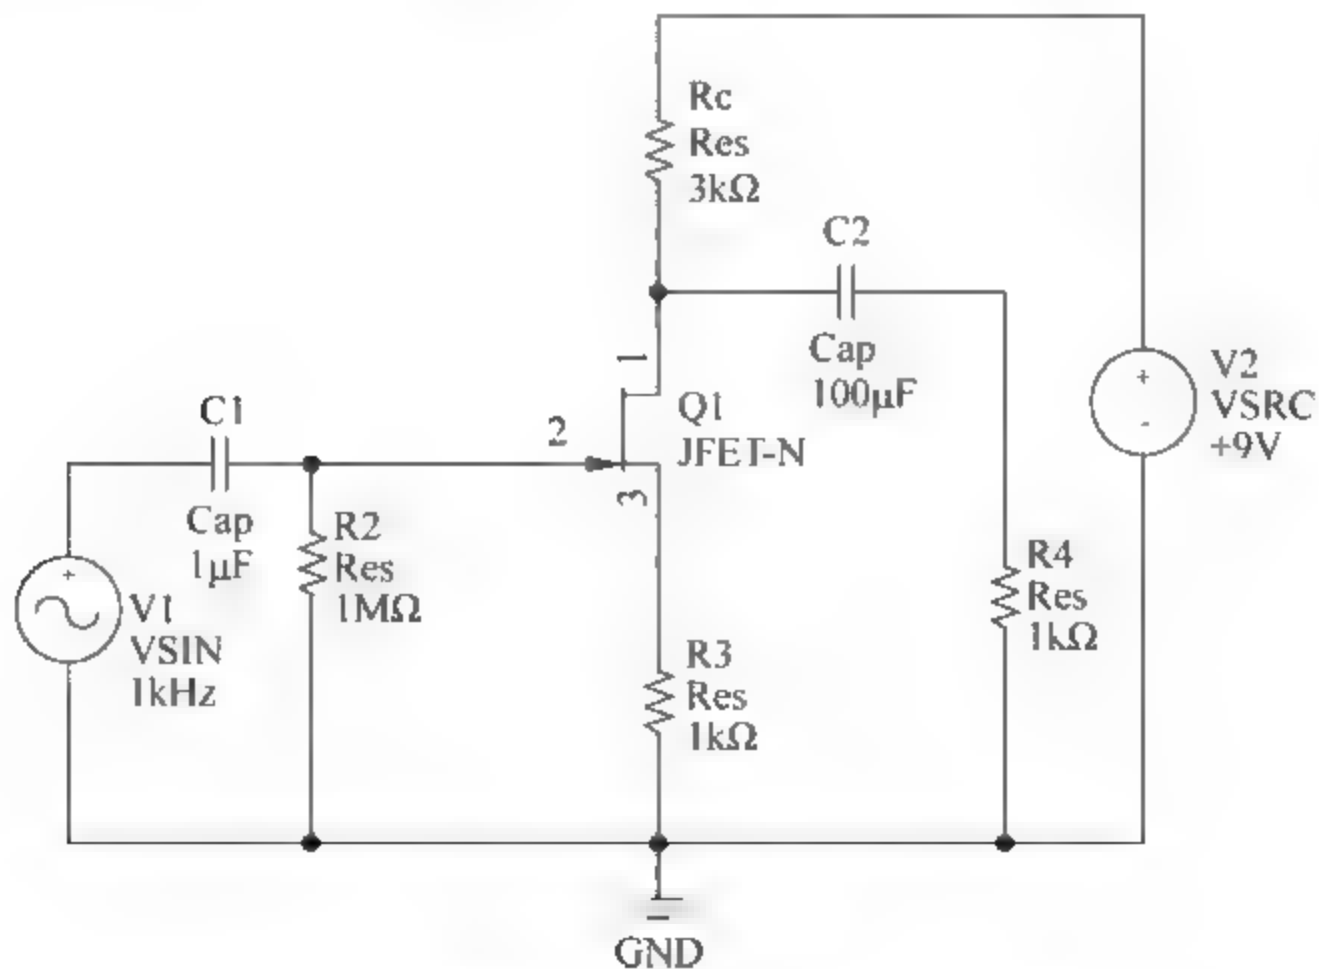 Rc
Res
3kΩ
C2
Cap
100μF
1
V2
VSRC
+9V
+
-
C1
Cap
1μF
2
Q1
JFET-N
3
R2
Res
1MΩ
+
V1
VSIN
1kHz
R4
Res
1kΩ
R3
Res
1kΩ
GND